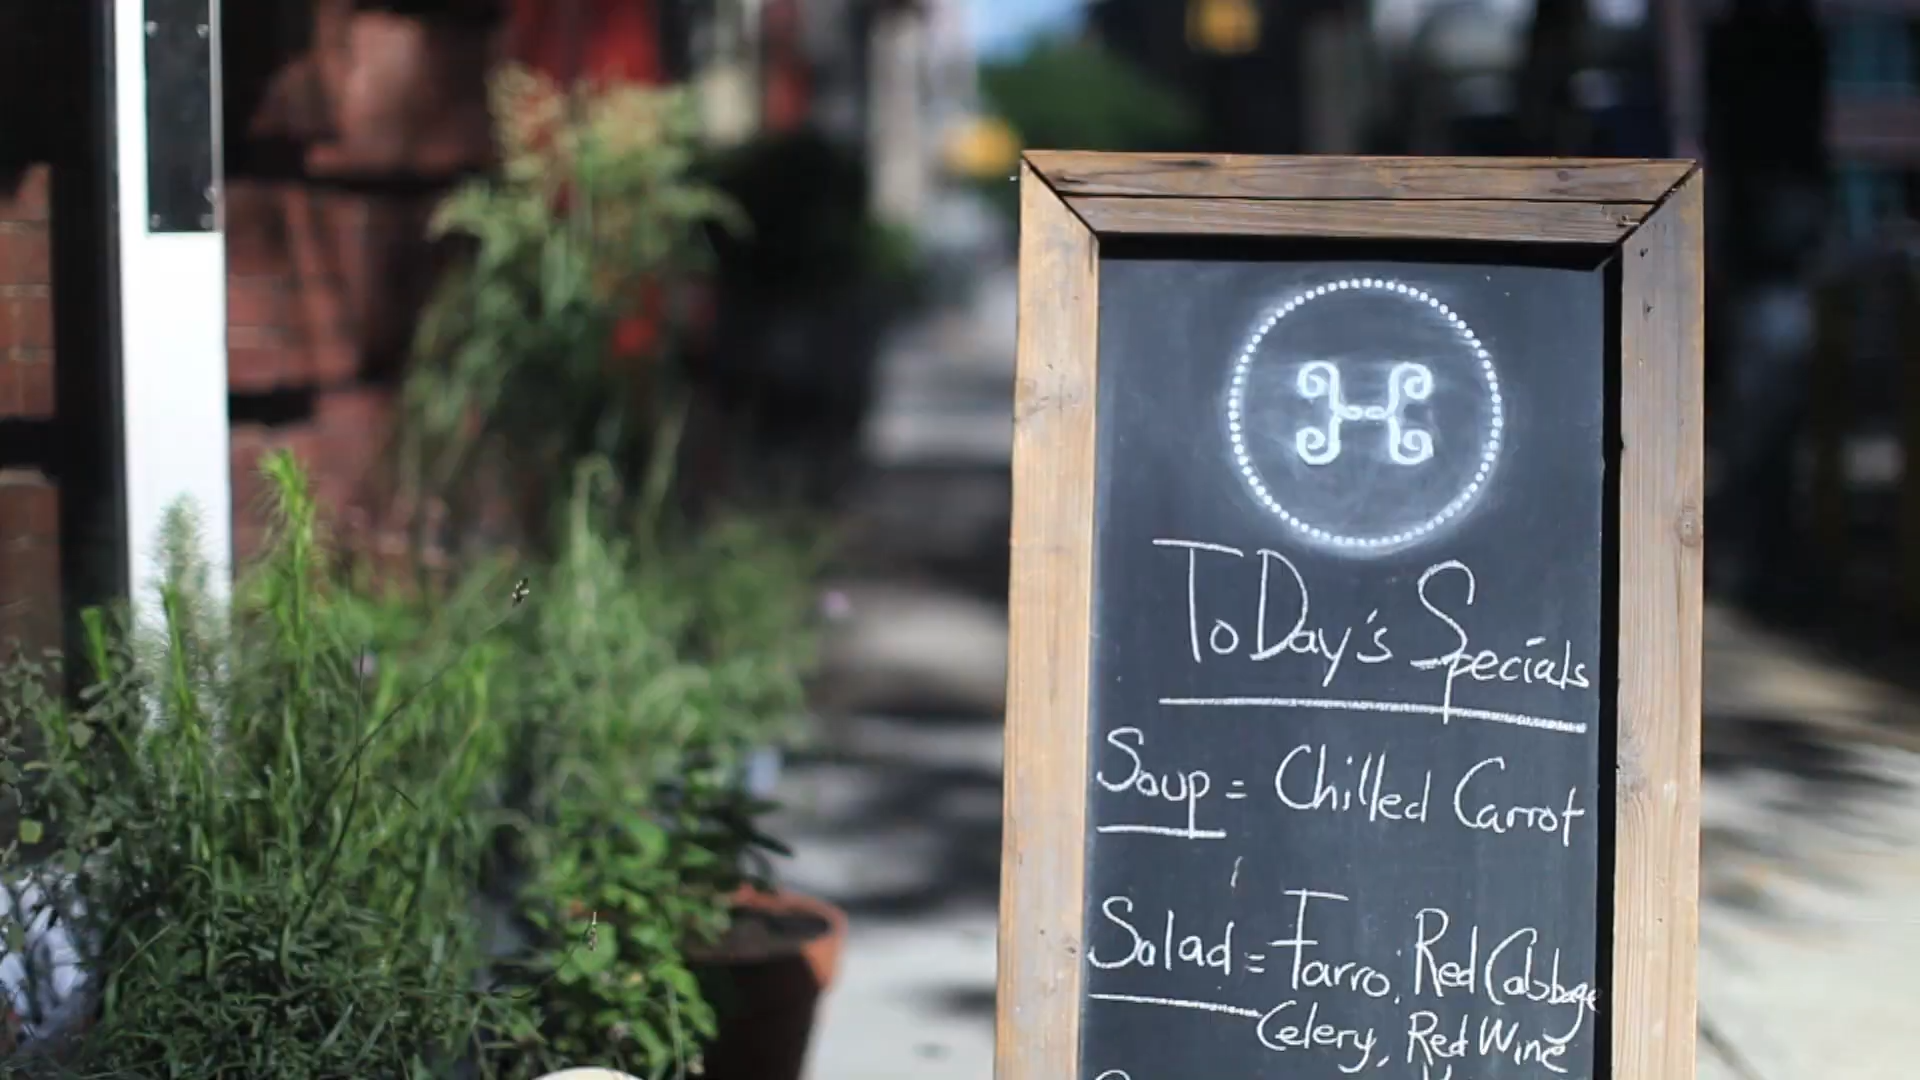 ToDay's Specials
Soup = Chilled Carrot
Salad = Farro, Red Cabbage
Celery, Red Wine